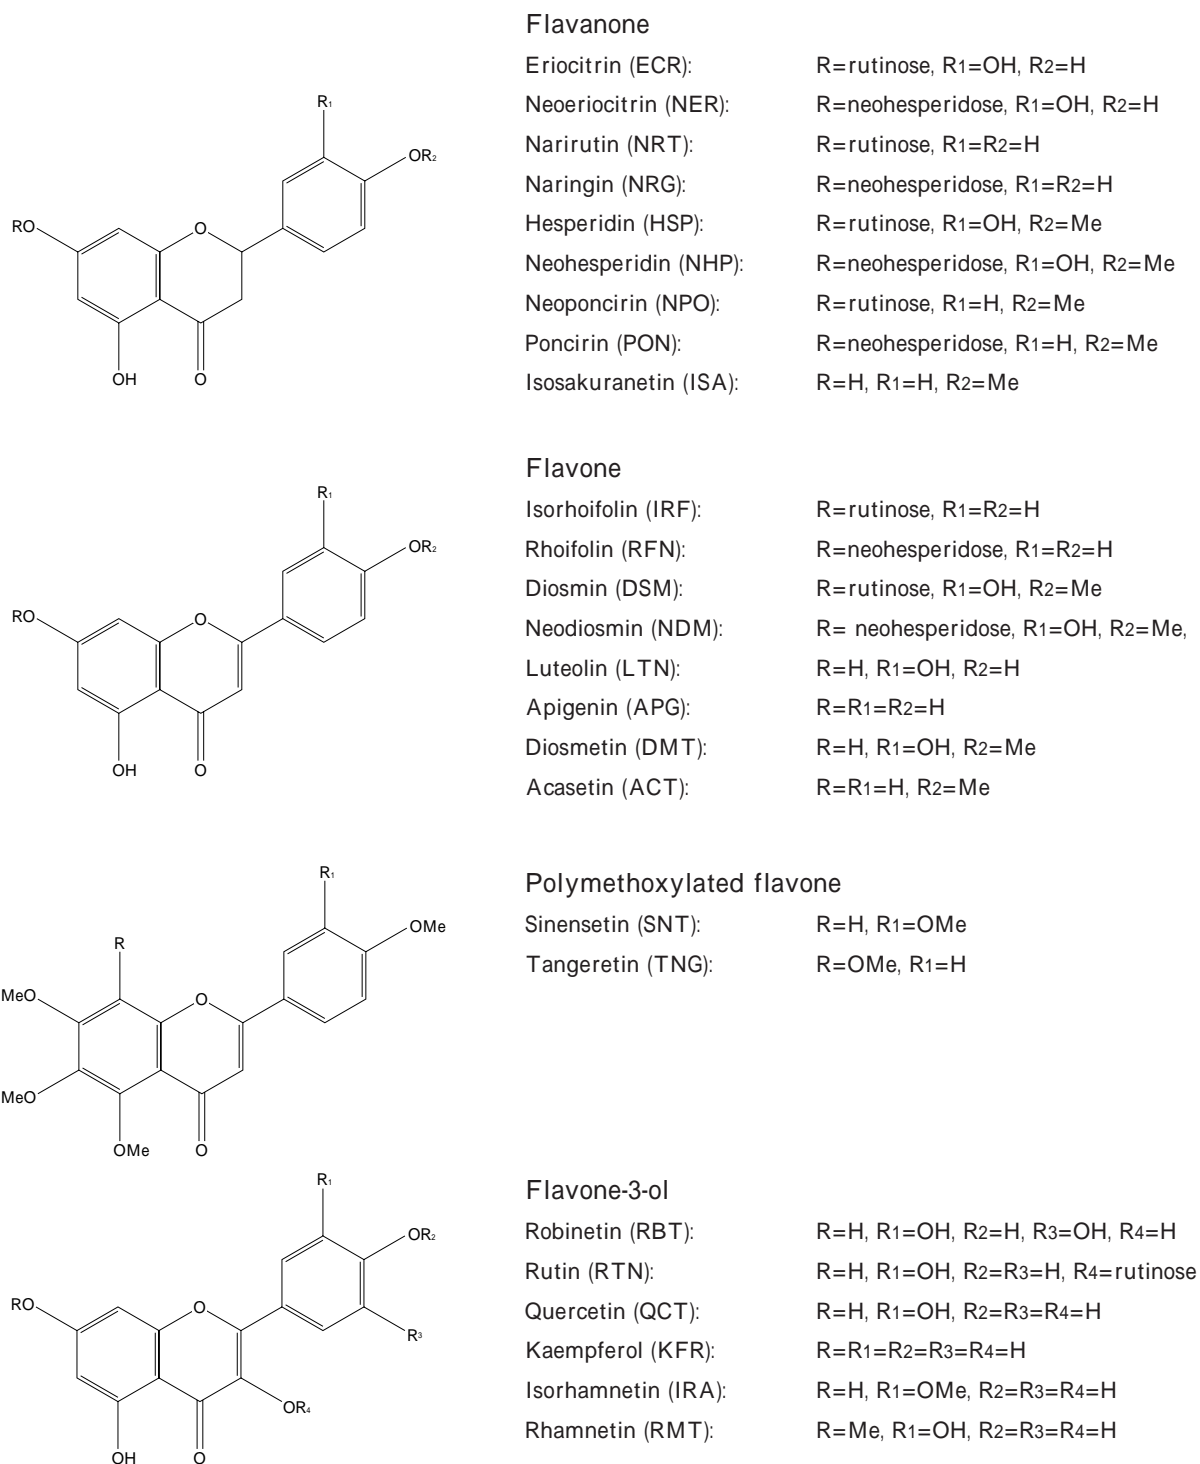 Flavanone
Eriocitrin (ECR): R=rutinose, R1=OH, R2=H
Neoeriocitrin (NER): R=neohesperidose, R1=OH, R2=H
Narirutin (NRT): R=rutinose, R1=R2=H
Naringin (NRG): R=neohesperidose, R1=R2=H
Hesperidin (HSP): R=rutinose, R1=OH, R2=Me
Neohesperidin (NHP): R=neohesperidose, R1=OH, R2=Me
Neoponcirin (NPO): R=rutinose, R1=H, R2=Me
Poncirin (PON): R=neohesperidose, R1=H, R2=Me
Isosakuranetin (ISA): R=H, R1=H, R2=Me
R1
OR2
RO
O
OH
O
Flavone
Isorhoifolin (IRF): R=rutinose, R1=R2=H
Rhoifolin (RFN): R=neohesperidose, R1=R2=H
Diosmin (DSM): R=rutinose, R1=OH, R2=Me
Neodiosmin (NDM): R= neohesperidose, R1=OH, R2=Me,
Luteolin (LTN): R=H, R1=OH, R2=H
Apigenin (APG): R=R1=R2=H
Diosmetin (DMT): R=H, R1=OH, R2=Me
Acasetin (ACT): R=R1=H, R2=Me
R1
OR2
RO
O
OH
O
Polymethoxylated flavone
Sinensetin (SNT): R=H, R1=OMe
Tangeretin (TNG): R=OMe, R1=H
R1
OMe
R
MeO
O
MeO
OMe
O
Flavone-3-ol
Robinetin (RBT): R=H, R1=OH, R2=H, R3=OH, R4=H
Rutin (RTN): R=H, R1=OH, R2=R3=H, R4=rutinose
Quercetin (QCT): R=H, R1=OH, R2=R3=R4=H
Kaempferol (KFR): R=R1=R2=R3=R4=H
Isorhamnetin (IRA): R=H, R1=OMe, R2=R3=R4=H
Rhamnetin (RMT): R=Me, R1=OH, R2=R3=R4=H
R1
OR2
RO
O
R3
OR4
OH
O